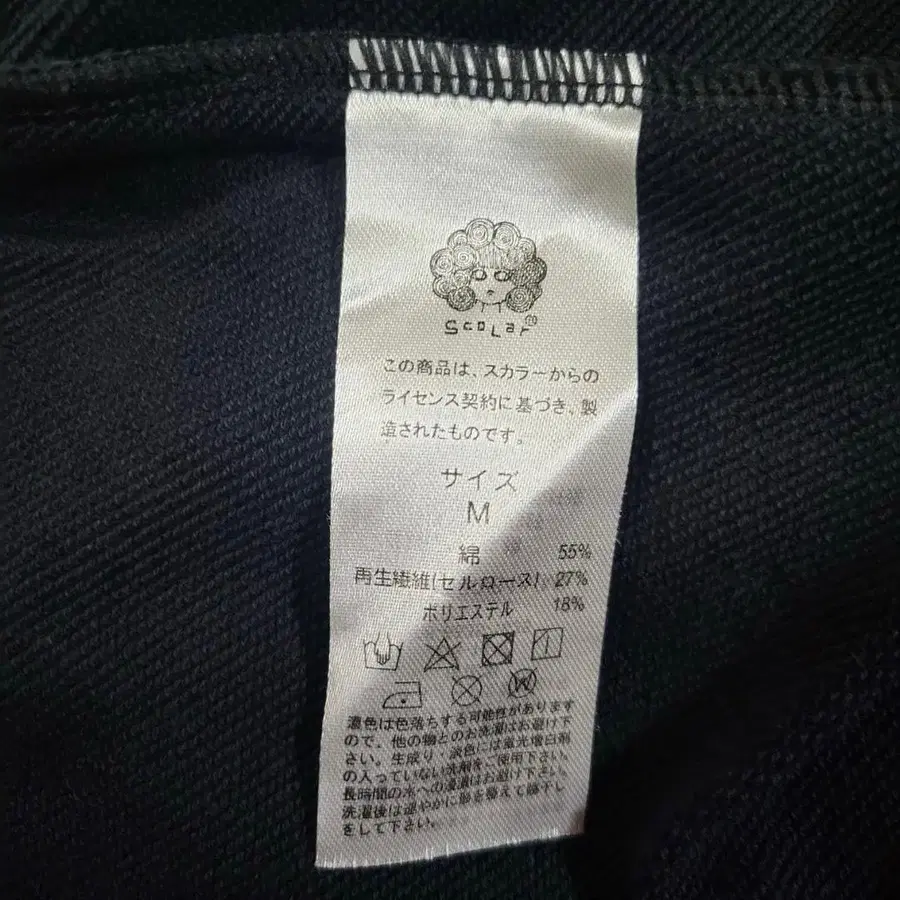 ScoLar®
この商品は、スカラーからの
ライセンス契約に基づき、製
造されたものです。
サイズ
M
綿 55%
再生繊維(セルロース) 27%
ポリエステル 18%
濃色は色落ちする可能性があります
ので、他の物とのお洗濯はお避け下
さい。生成り、淡色には蛍光増白剤
の入っていない洗剤をご使用下さい。
長時間の水への浸漬はお避け下さい。
洗濯後は速やかに形を整えて陰干し
をして下さい。